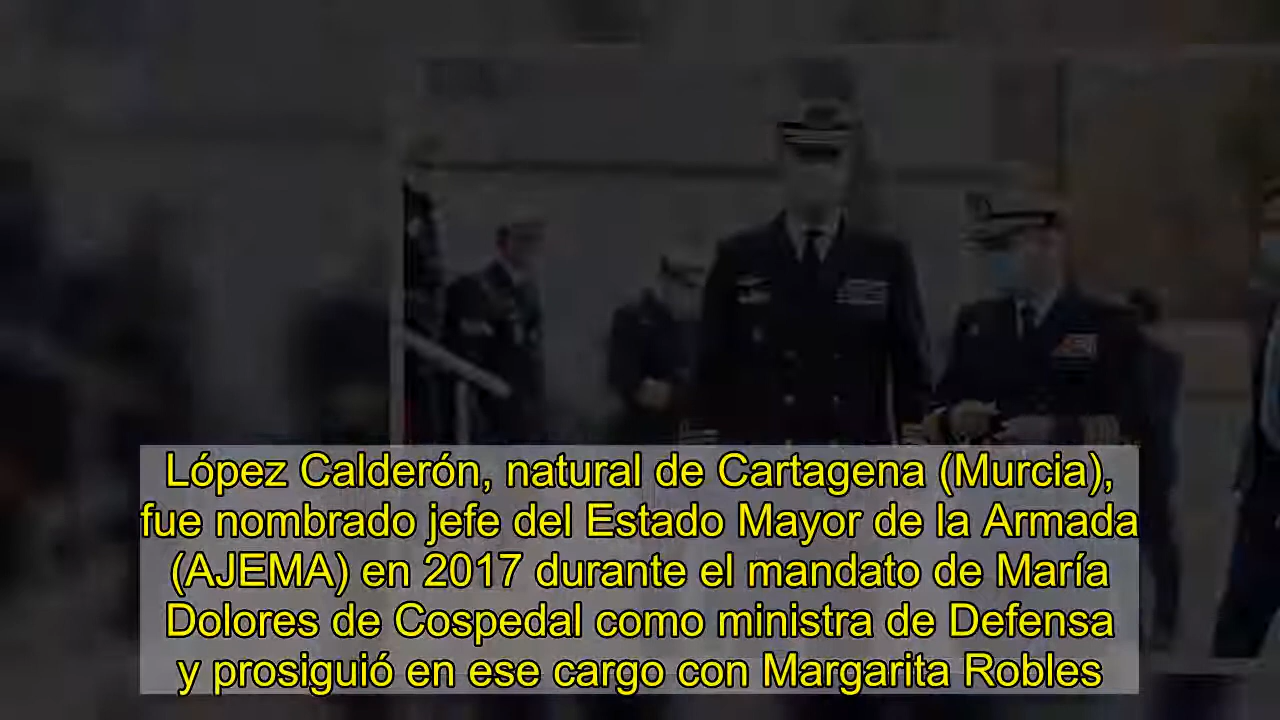 López Calderón, natural de Cartagena (Murcia),
fue nombrado jefe del Estado Mayor de la Armada
(AJEMA) en 2017 durante el mandato de María
Dolores de Cospedal como ministra de Defensa
y prosiguió en ese cargo con Margarita Robles